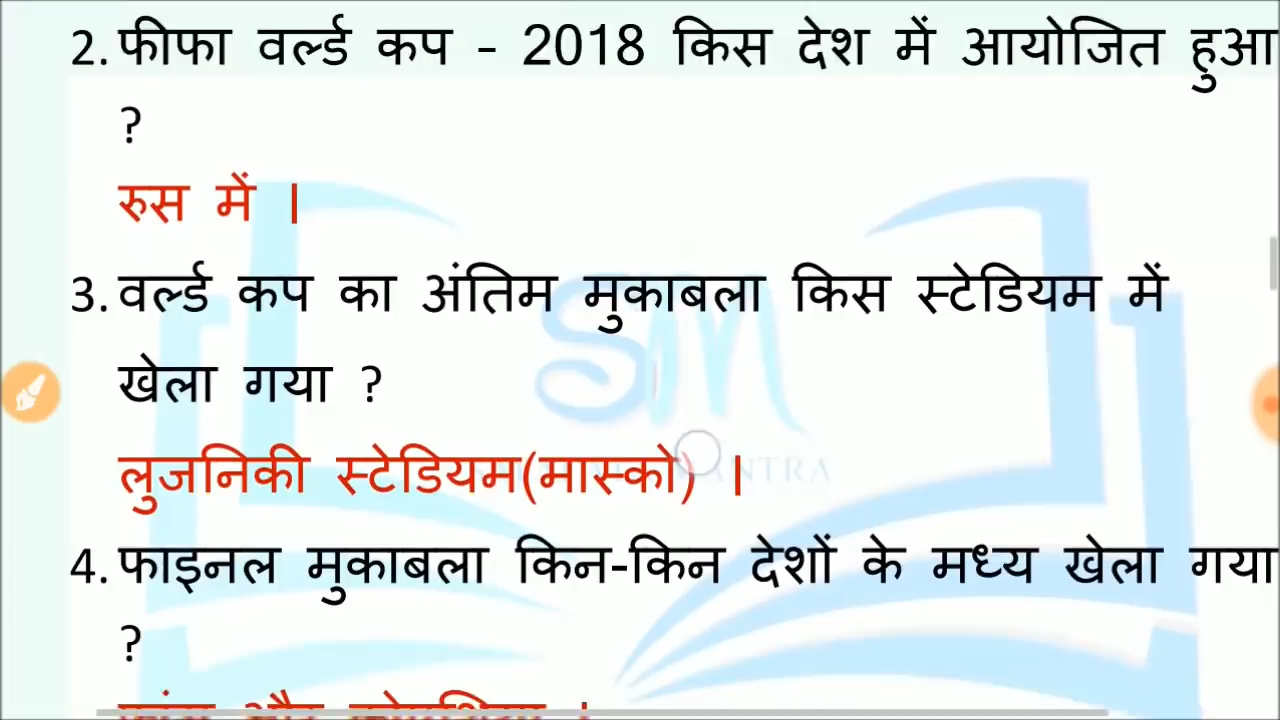 2. फीफा वर्ल्ड कप – 2018 किस देश में आयोजित हुआ
?
रुस में ।
3. वर्ल्ड कप का अंतिम मुकाबला किस स्टेडियम में
खेला गया ?
लुजनिकी स्टेडियम(मास्को) ।
4. फाइनल मुकाबला किन-किन देशों के मध्य खेला गया
?